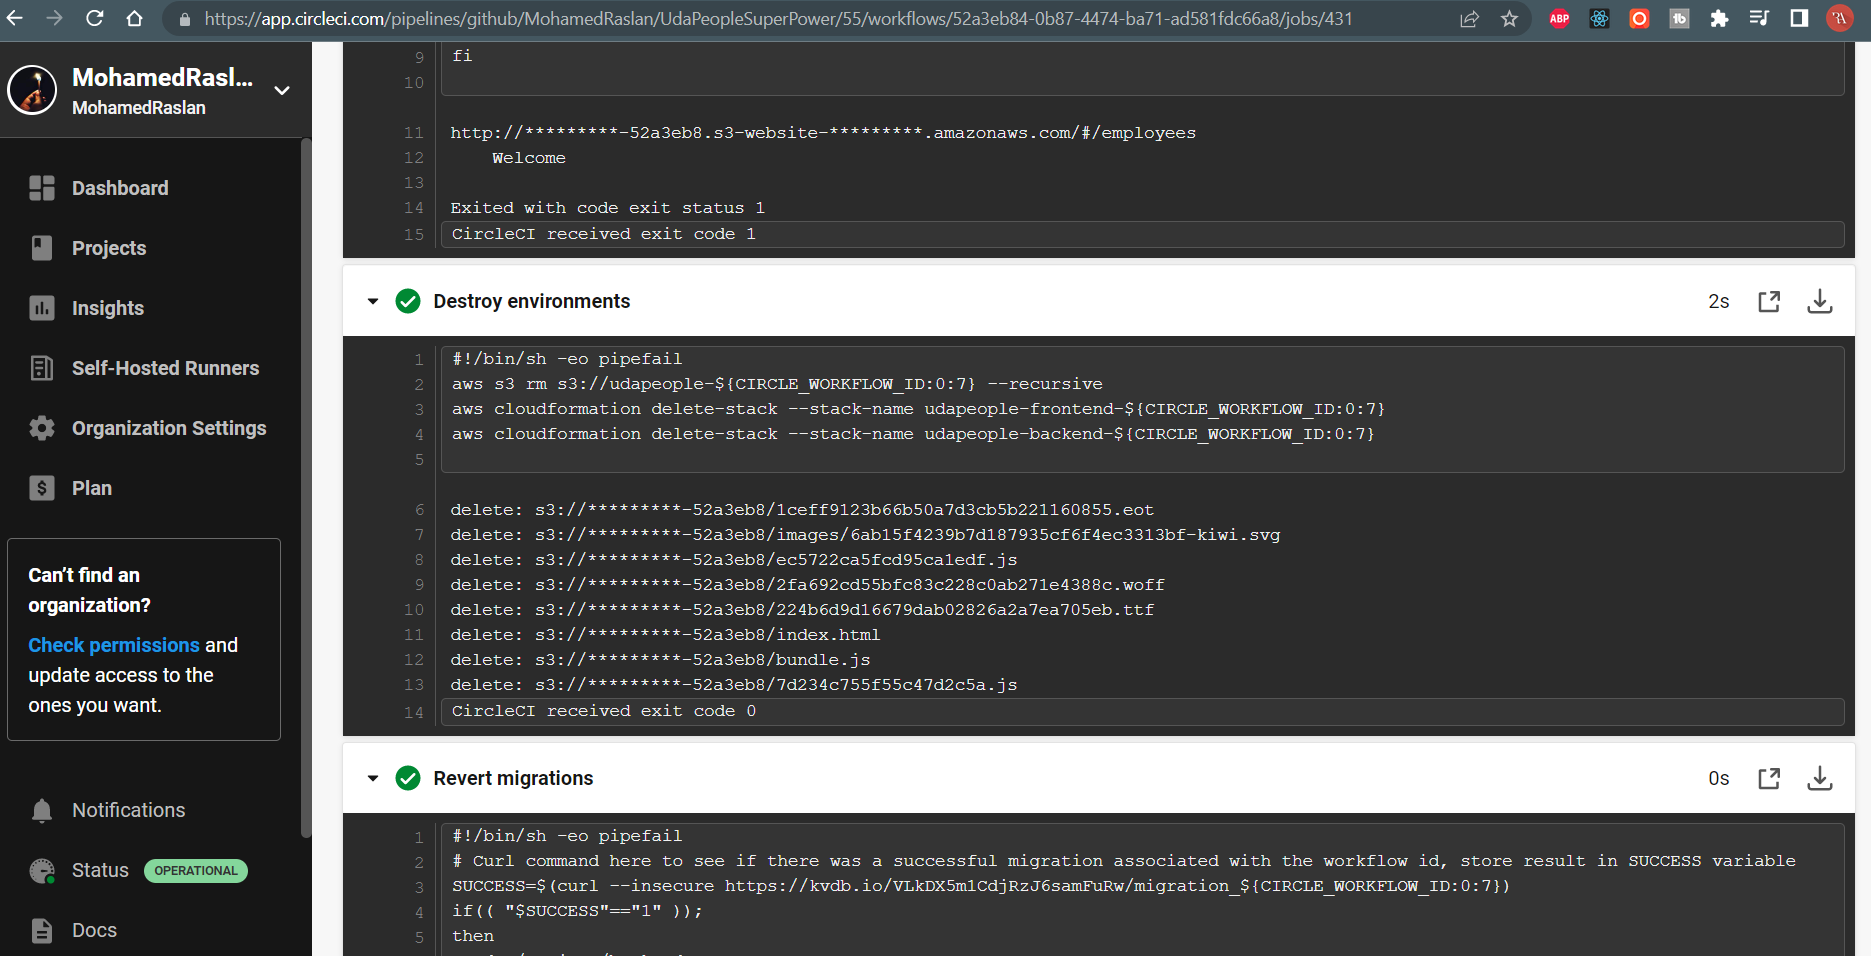 https://app.circleci.com/pipelines/github/MohamedRaslan/UdaPeopleSuperPower/55/workflows/52a3eb84-0b87-4474-ba71-ad581fdc66a8/jobs/431
ABP
tb
MohamedRasl...
MohamedRaslan
Dashboard
Projects
Insights
Self-Hosted Runners
Organization Settings
Plan
Can't find an
organization?
Check permissions and
update access to the
ones you want.
Notifications
Status OPERATIONAL
Docs
9 fi
10
11 http://*********-52a3eb8.s3-website-*********.amazonaws.com/#/employees
12 Welcome
13
14 Exited with code exit status 1
15 CircleCI received exit code 1
Destroy environments 2s
1 #!/bin/sh -eo pipefail
2 aws s3 rm s3://udapeople-${CIRCLE_WORKFLOW_ID:0:7} --recursive
3 aws cloudformation delete-stack --stack-name udapeople-frontend-${CIRCLE_WORKFLOW_ID:0:7}
4 aws cloudformation delete-stack --stack-name udapeople-backend-${CIRCLE_WORKFLOW_ID:0:7}
5
6 delete: s3://*********-52a3eb8/1ceff9123b66b50a7d3cb5b221160855.eot
7 delete: s3://*********-52a3eb8/images/6ab15f4239b7d187935cf6f4ec3313bf-kiwi.svg
8 delete: s3://*********-52a3eb8/ec5722ca5fcd95ca1edf.js
9 delete: s3://*********-52a3eb8/2fa692cd55bfc83c228c0ab271e4388c.woff
10 delete: s3://*********-52a3eb8/224b6d9d16679dab02826a2a7ea705eb.ttf
11 delete: s3://*********-52a3eb8/index.html
12 delete: s3://*********-52a3eb8/bundle.js
13 delete: s3://*********-52a3eb8/7d234c755f55c47d2c5a.js
14 CircleCI received exit code 0
Revert migrations 0s
1 #!/bin/sh -eo pipefail
2 # Curl command here to see if there was a successful migration associated with the workflow id, store result in SUCCESS variable
3 SUCCESS=$(curl --insecure https://kvdb.io/VLkDX5m1CdjRzJ6samFuRw/migration_${CIRCLE_WORKFLOW_ID:0:7})
4 if(( "$SUCCESS"=="1" ));
5 then